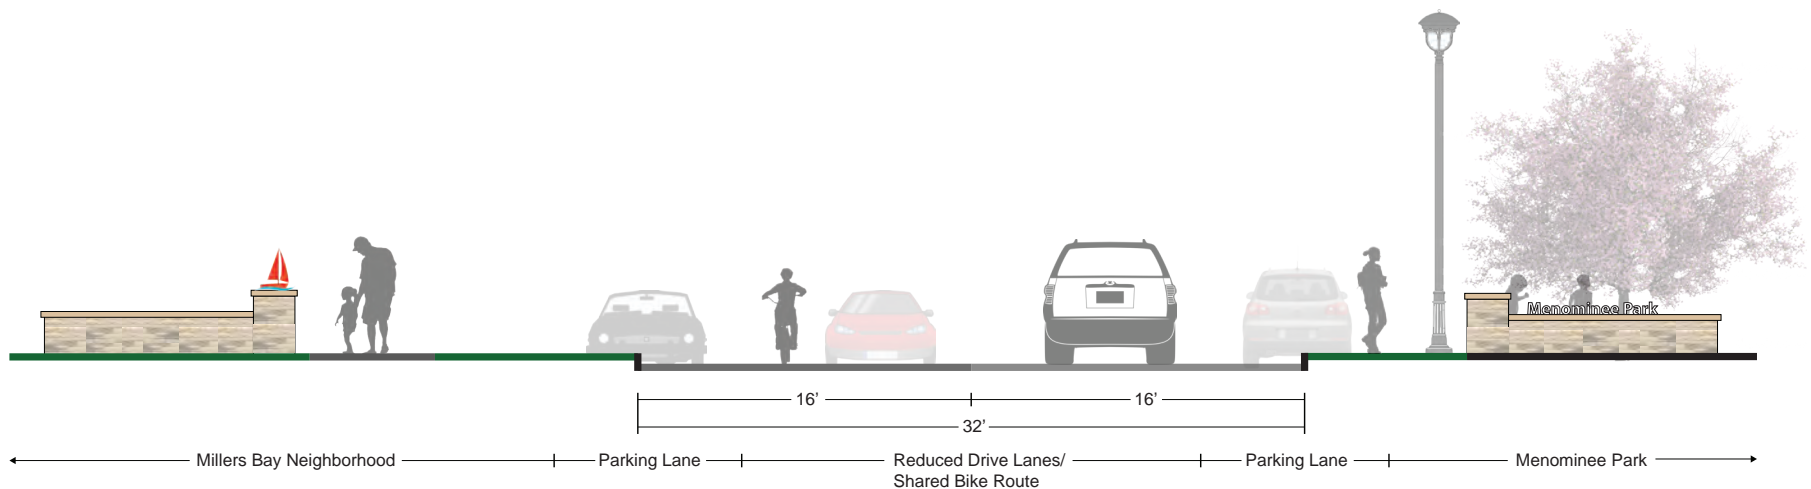 Menominee Park
16’
16’
32’
Millers Bay Neighborhood
Parking Lane
Reduced Drive Lanes/
Shared Bike Route
Parking Lane
Menominee Park